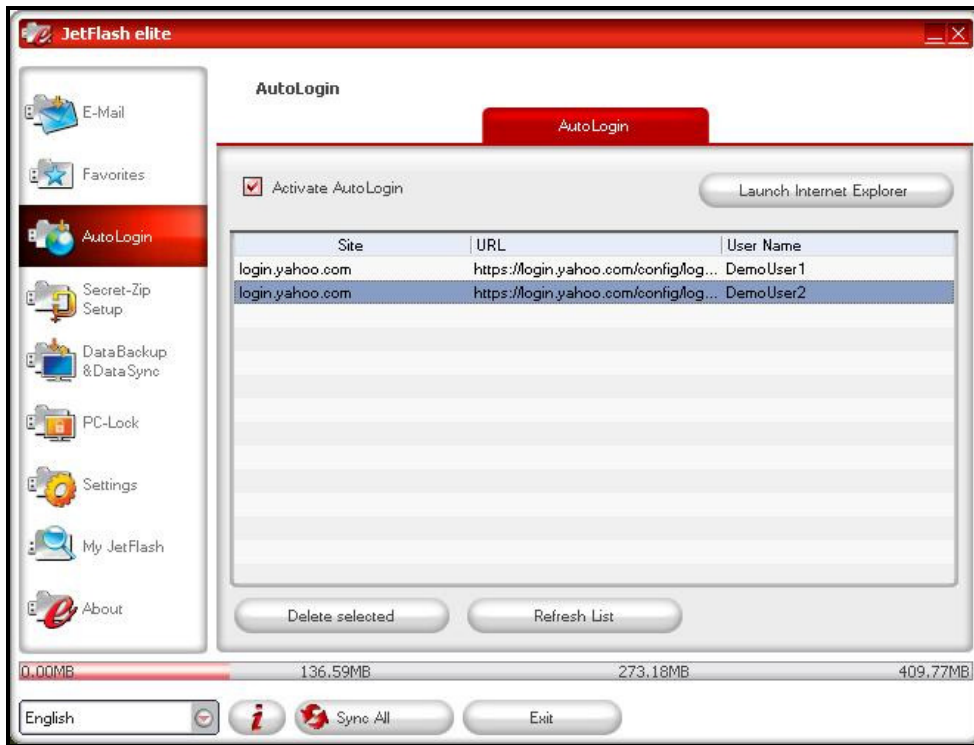 JetFlash elite
E-Mail
Favorites
AutoLogin
Secret-Zip
Setup
DataBackup
&DataSync
PC-Lock
Settings
My JetFlash
About
AutoLogin
AutoLogin
Activate AutoLogin
Launch Internet Explorer
Site URL User Name
login.yahoo.com https://login.yahoo.com/config/log... DemoUser1
login.yahoo.com https://login.yahoo.com/config/log... DemoUser2
Delete selected Refresh List
0.00MB 136.59MB 273.18MB 409.77MB
English i Sync All Exit